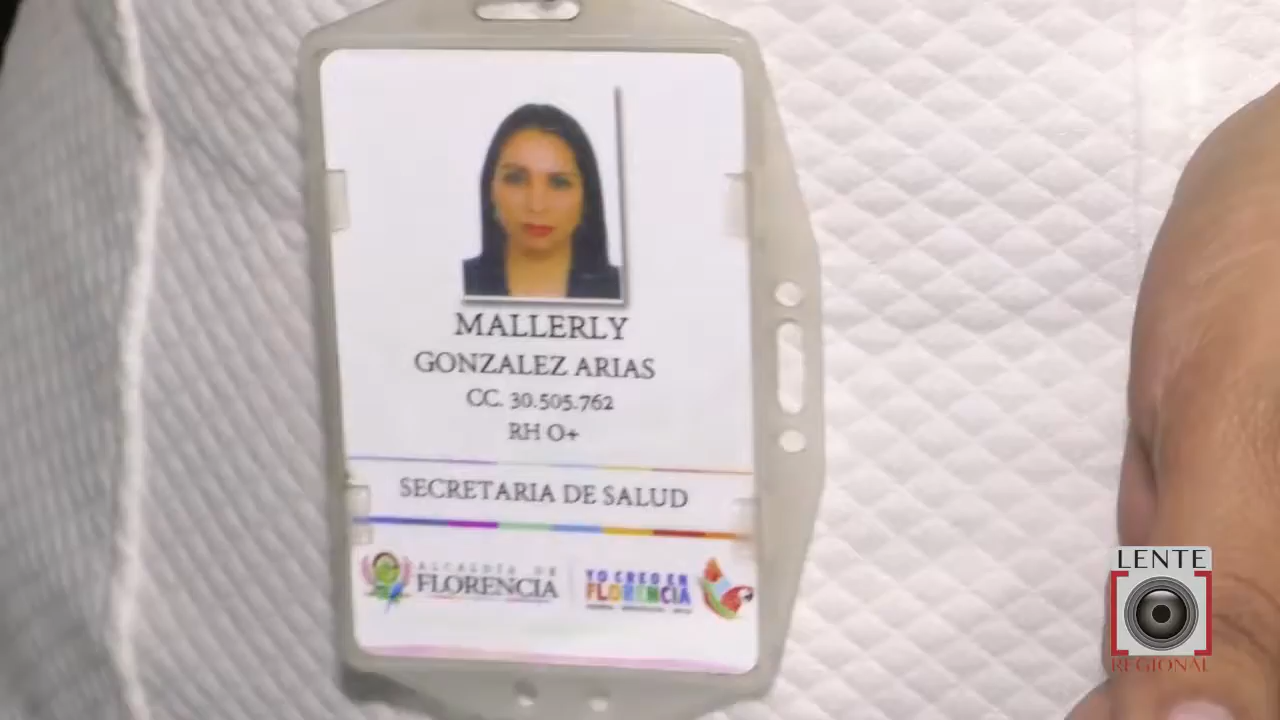 MALLERLY
GONZALEZ ARIAS
CC. 30.505.762
RH O+
SECRETARIA DE SALUD
ALCALDÍA DE
FLORENCIA
YO CREO EN
FLORENCIA
LENTE
REGIONAL